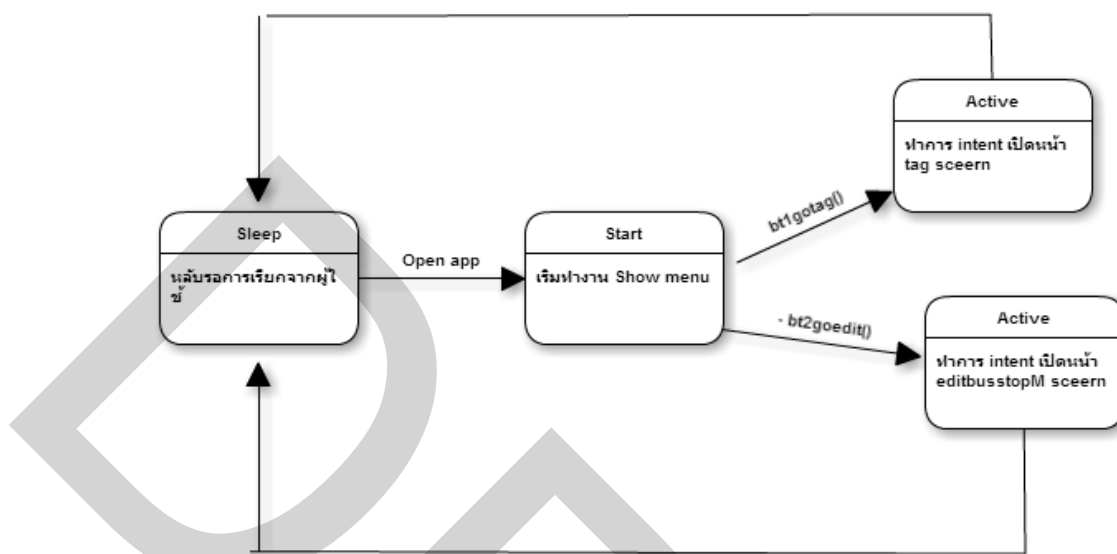 Active
ทำการ intent เปิดหน้า
tag sceern
bt1gotag()
Sleep
หลับรอการเรียกจากผู้ใ
ช้
Open app
Start
เริ่มทำงาน Show menu
- bt2goedit()
Active
ทำการ intent เปิดหน้า
editbusstopM sceern